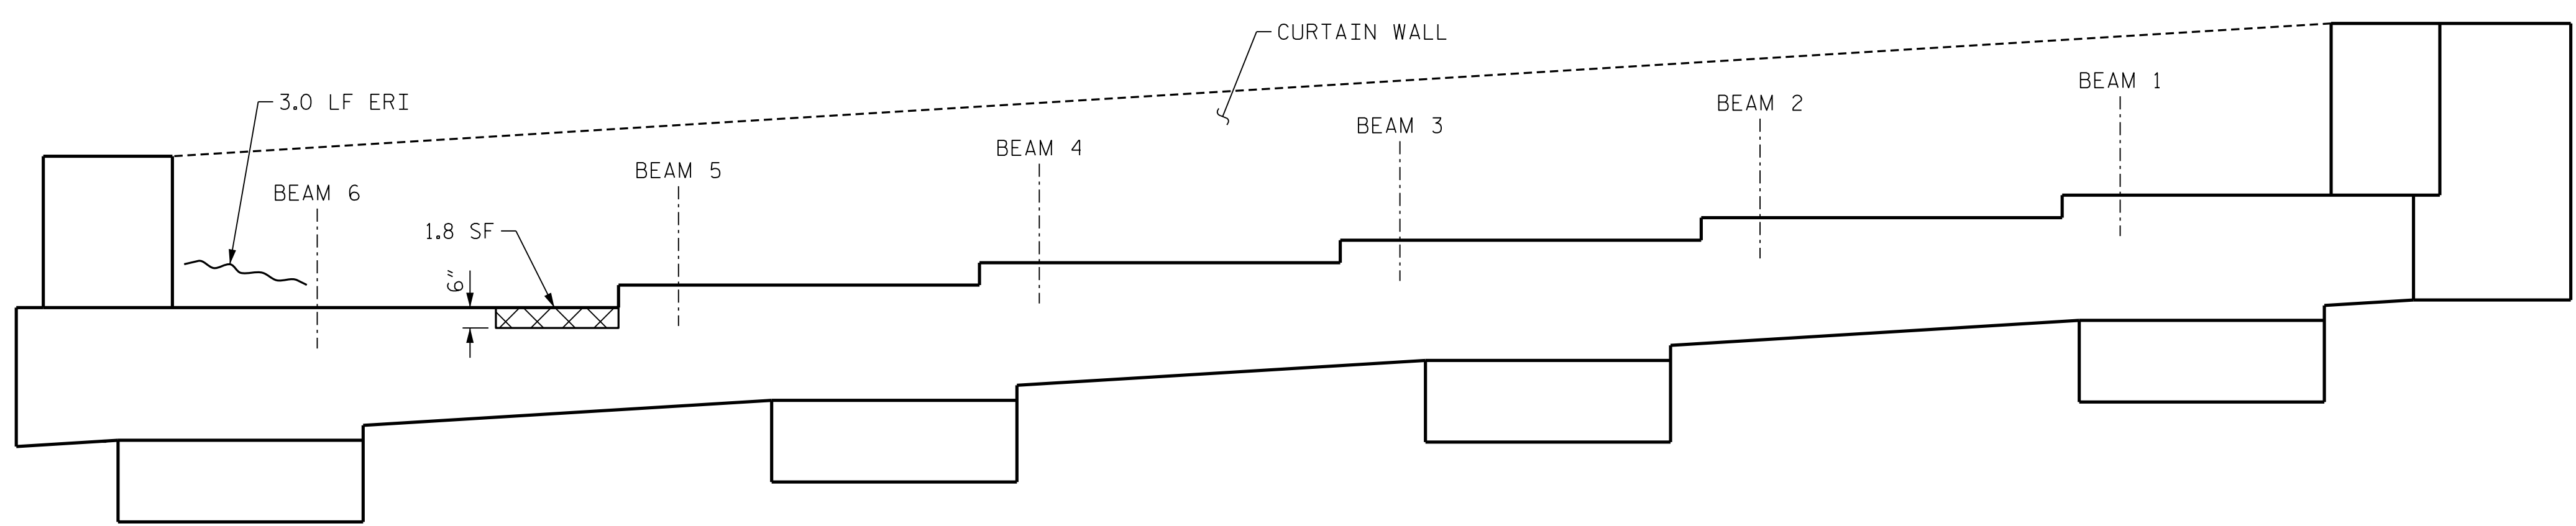 CURTAIN WALL
BEAM 1
3.0 LF ERI
BEAM 2
BEAM 3
BEAM 4
BEAM 5
BEAM 6
1.8 SF
6"